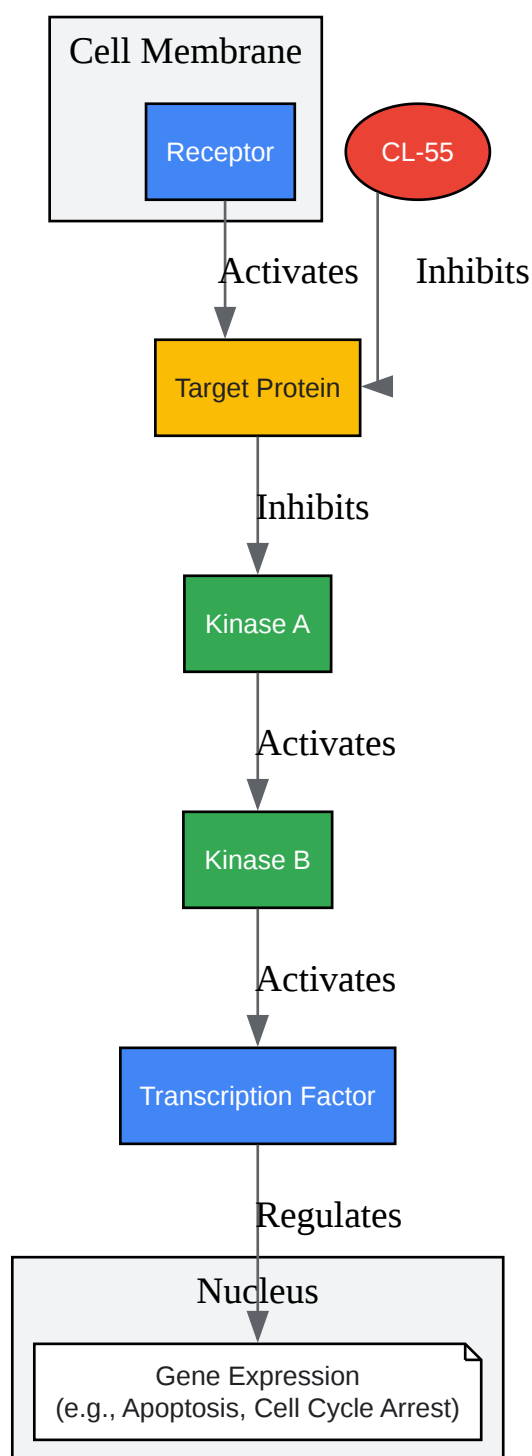 Cell Membrane
Receptor
CL-55
Activates
Inhibits
Target Protein
Inhibits
Kinase A
Activates
Kinase B
Activates
Transcription Factor
Regulates
Nucleus
Gene Expression
(e.g., Apoptosis, Cell Cycle Arrest)